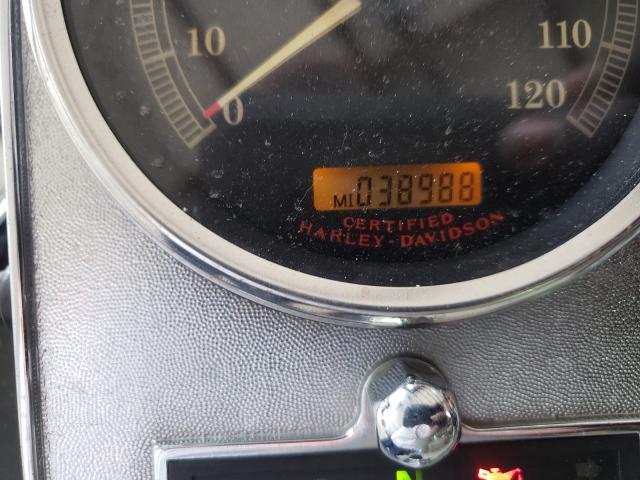 10
110
0
120
MI 038988
CERTIFIED
HARLEY-DAVIDSON
N